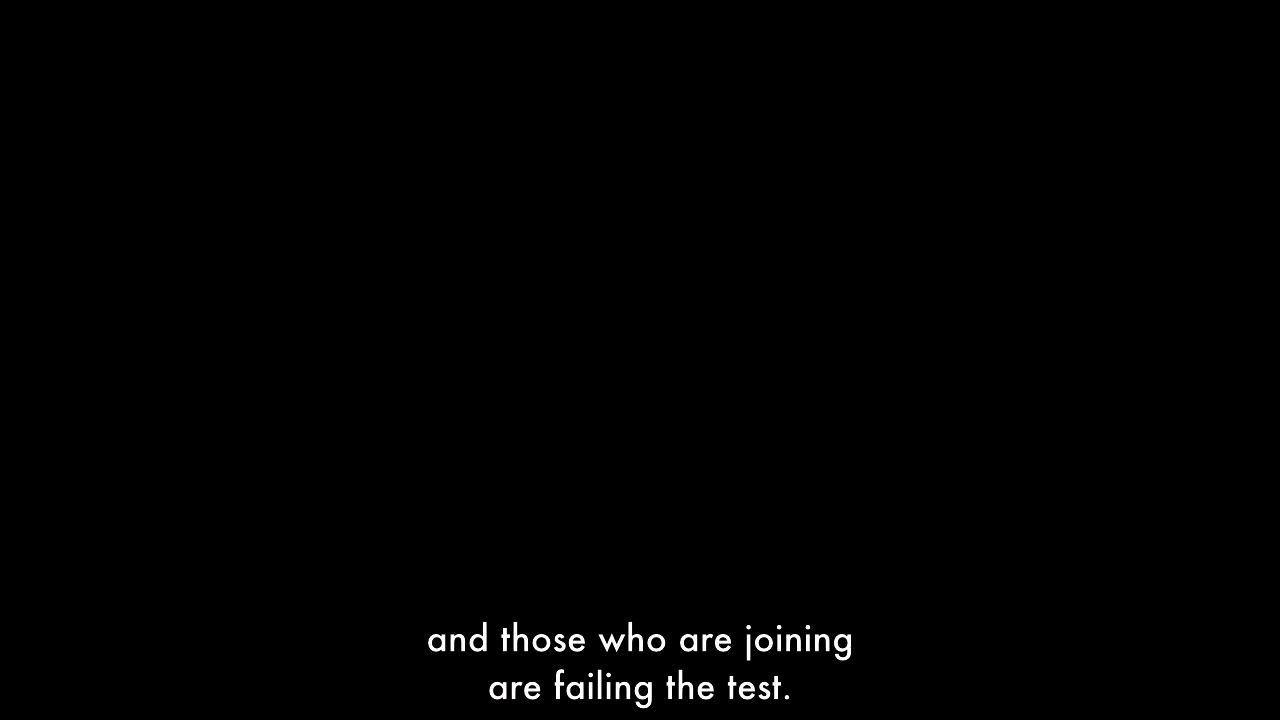 and those who are joining
are failing the test.